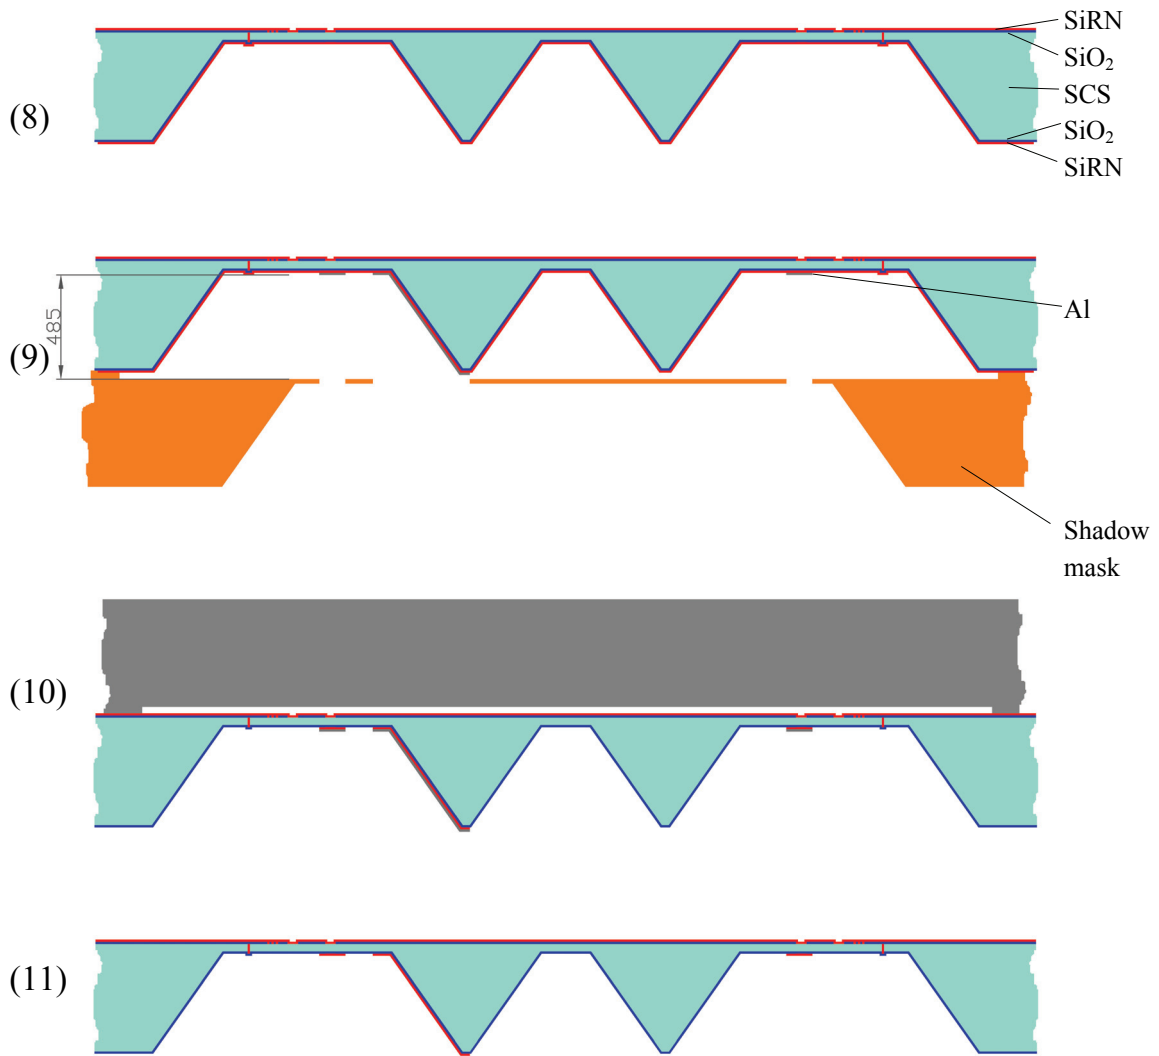 SiRN
SiO₂
SCS
(8)
SiO₂
SiRN
Al
485
(9)
Shadow
mask
(10)
(11)